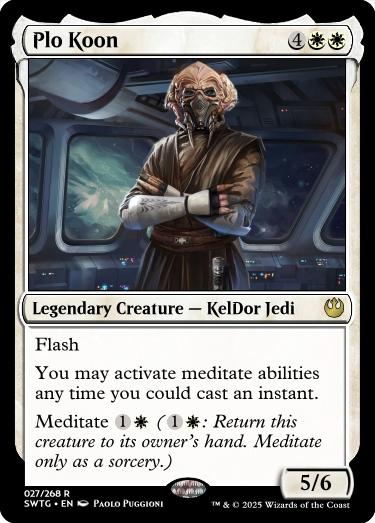 Plo Koon 4
Legendary Creature — KelDor Jedi
Flash
You may activate meditate abilities
any time you could cast an instant.
Meditate 1 ( 1 : Return this
creature to its owner's hand. Meditate
only as a sorcery.)
027/268 R
SWTG • EN Paolo Puggioni
5/6
™ & © 2025 Wizards of the Coast